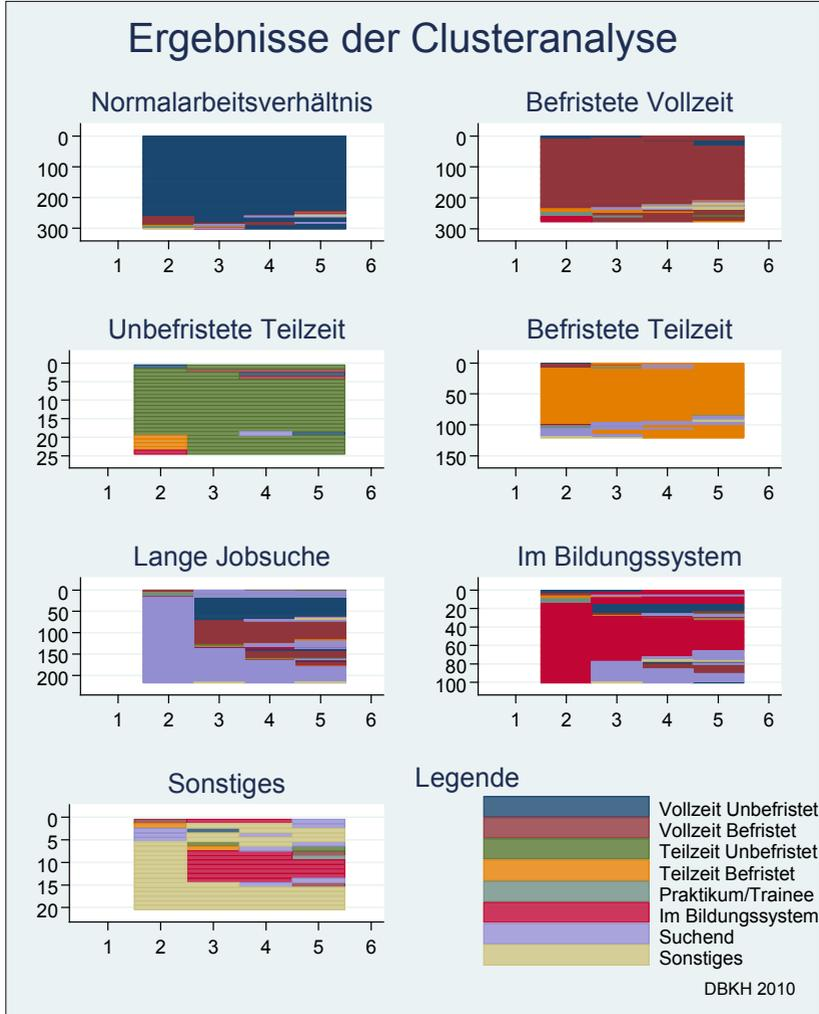 Ergebnisse der Clusteranalyse
Normalarbeitsverhältnis
0
100
200
300
1 2 3 4 5 6
Befristete Vollzeit
0
100
200
300
1 2 3 4 5 6
Unbefristete Teilzeit
0
5
10
15
20
25
1 2 3 4 5 6
Befristete Teilzeit
0
50
100
150
1 2 3 4 5 6
Lange Jobsuche
0
50
100
150
200
1 2 3 4 5 6
Im Bildungssystem
0
20
40
60
80
100
1 2 3 4 5 6
Sonstiges
0
5
10
15
20
1 2 3 4 5 6
Legende
Vollzeit Unbefristet
Vollzeit Befristet
Teilzeit Unbefristet
Teilzeit Befristet
Praktikum/Trainee
Im Bildungssystem
Suchend
Sonstiges
DBKH 2010